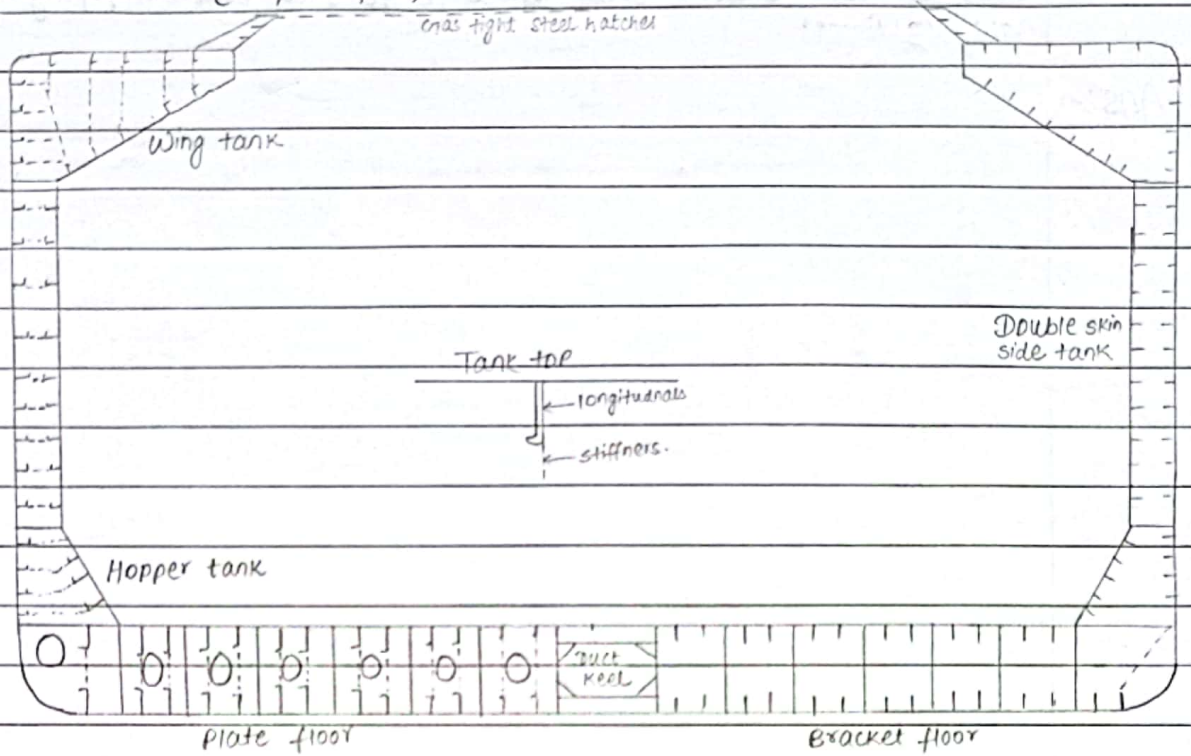 tight steel hatches
Wing tank
Double skin
side tank
Tank top
longitudnals
stiffners.
Hopper tank
Duct
keel
Plate floor
Bracket floor